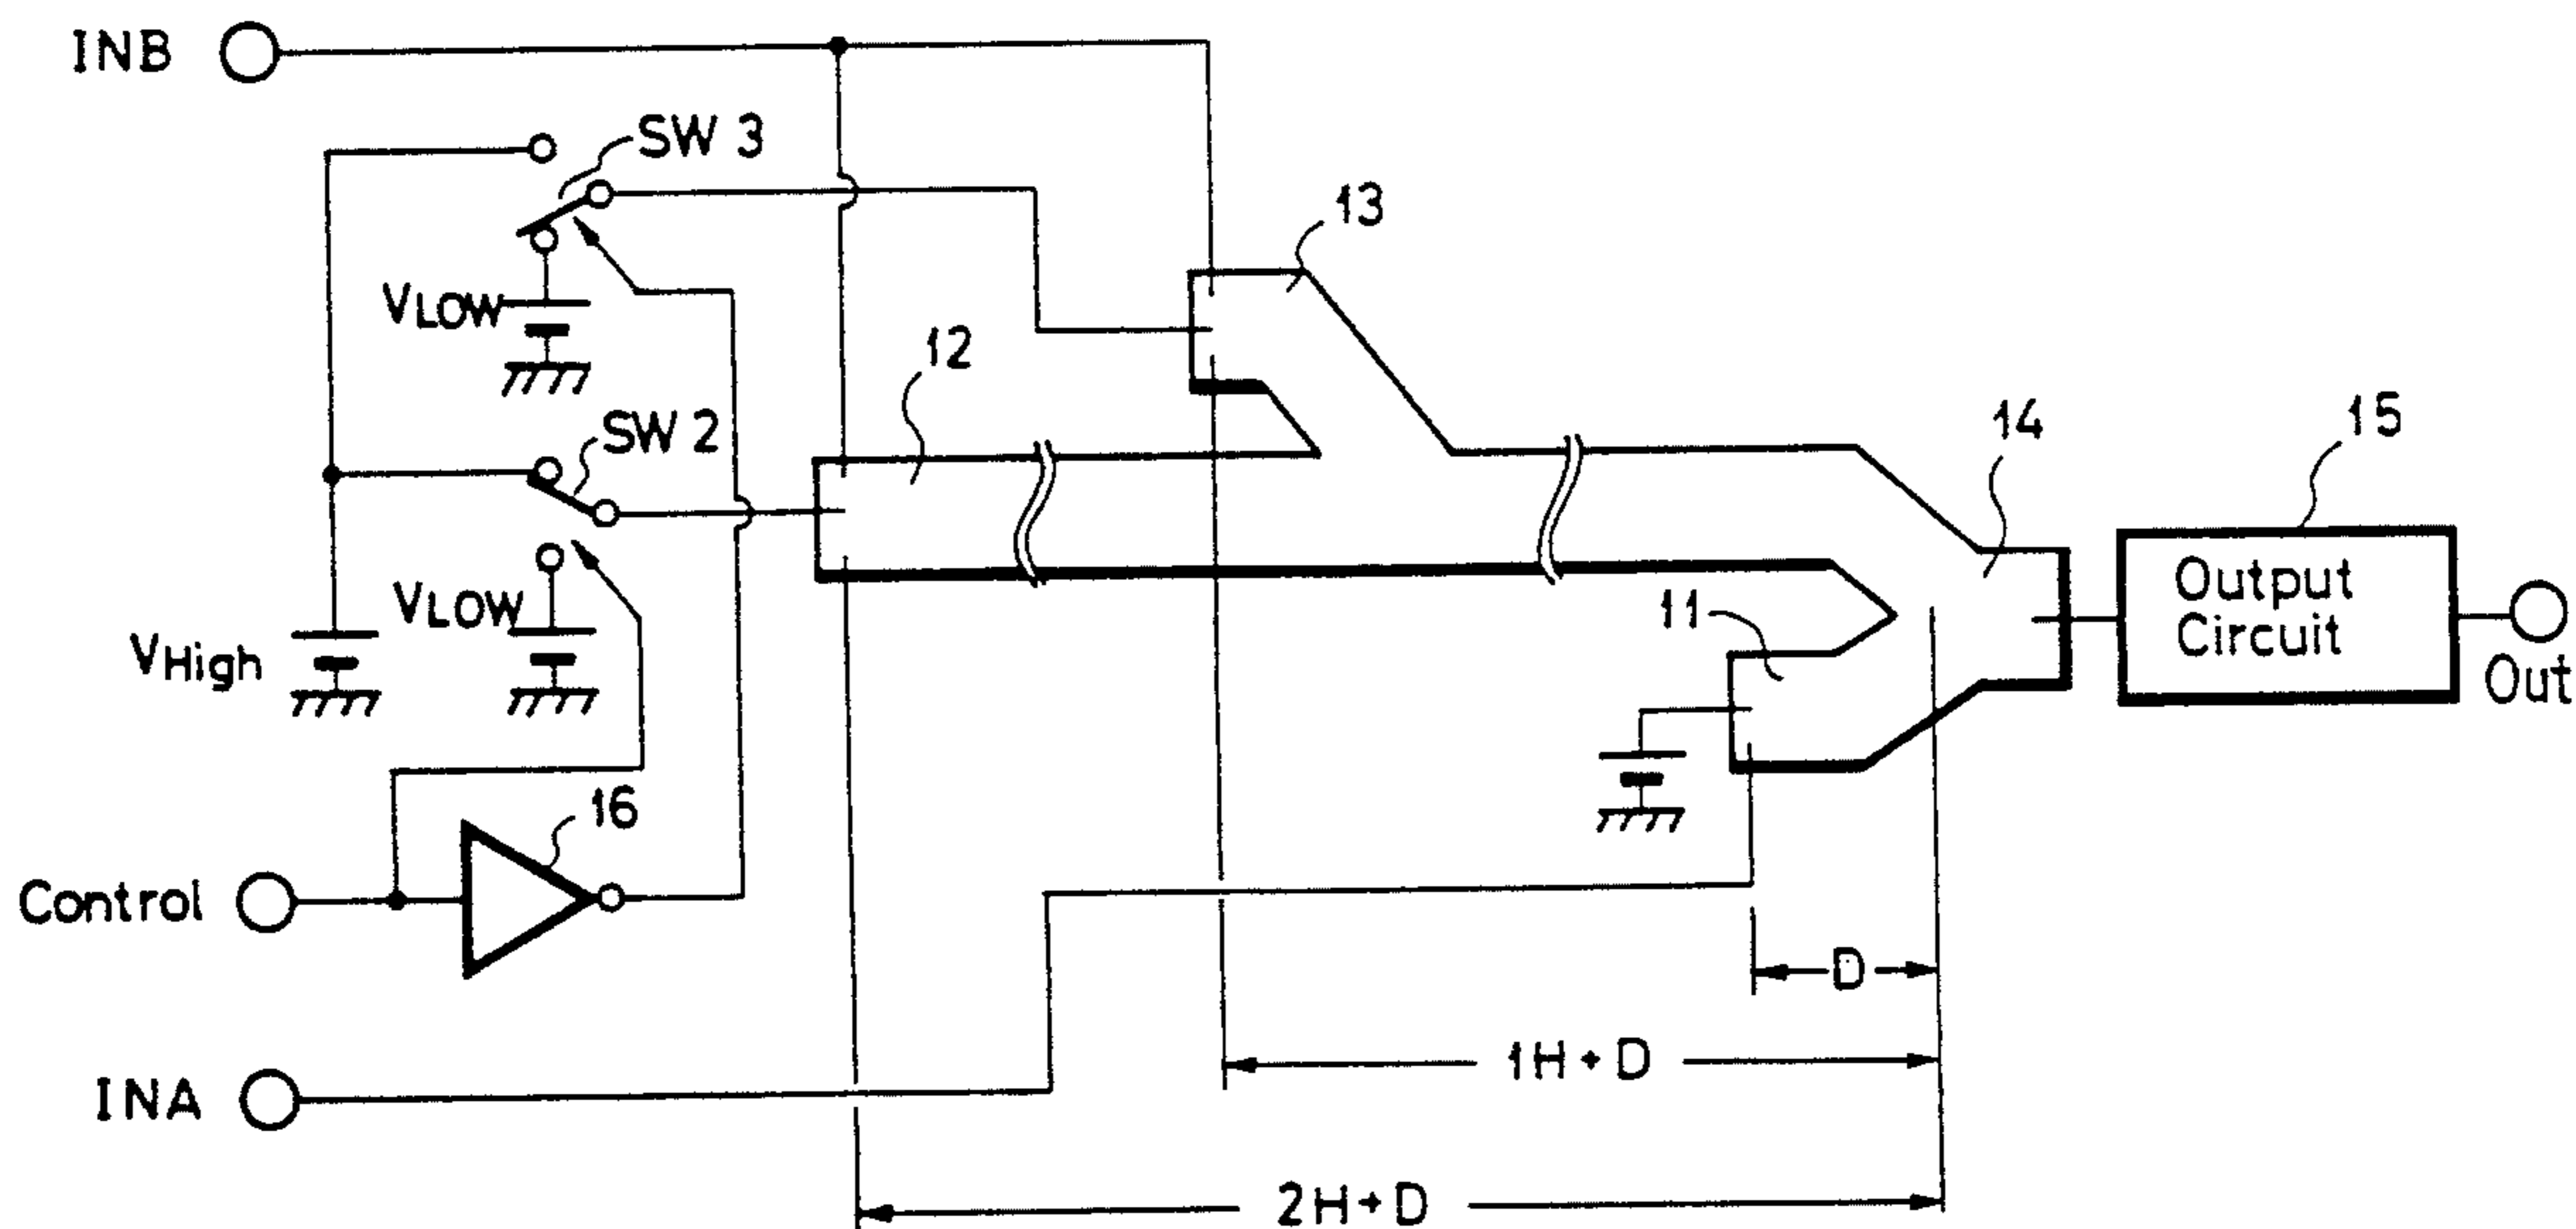 INB
SW 3
13
VLOW
12
SW 2
14
15
Output
Circuit
VLOW
11
VHigh
Out
16
Control
D
1H+D
INA
2H+D